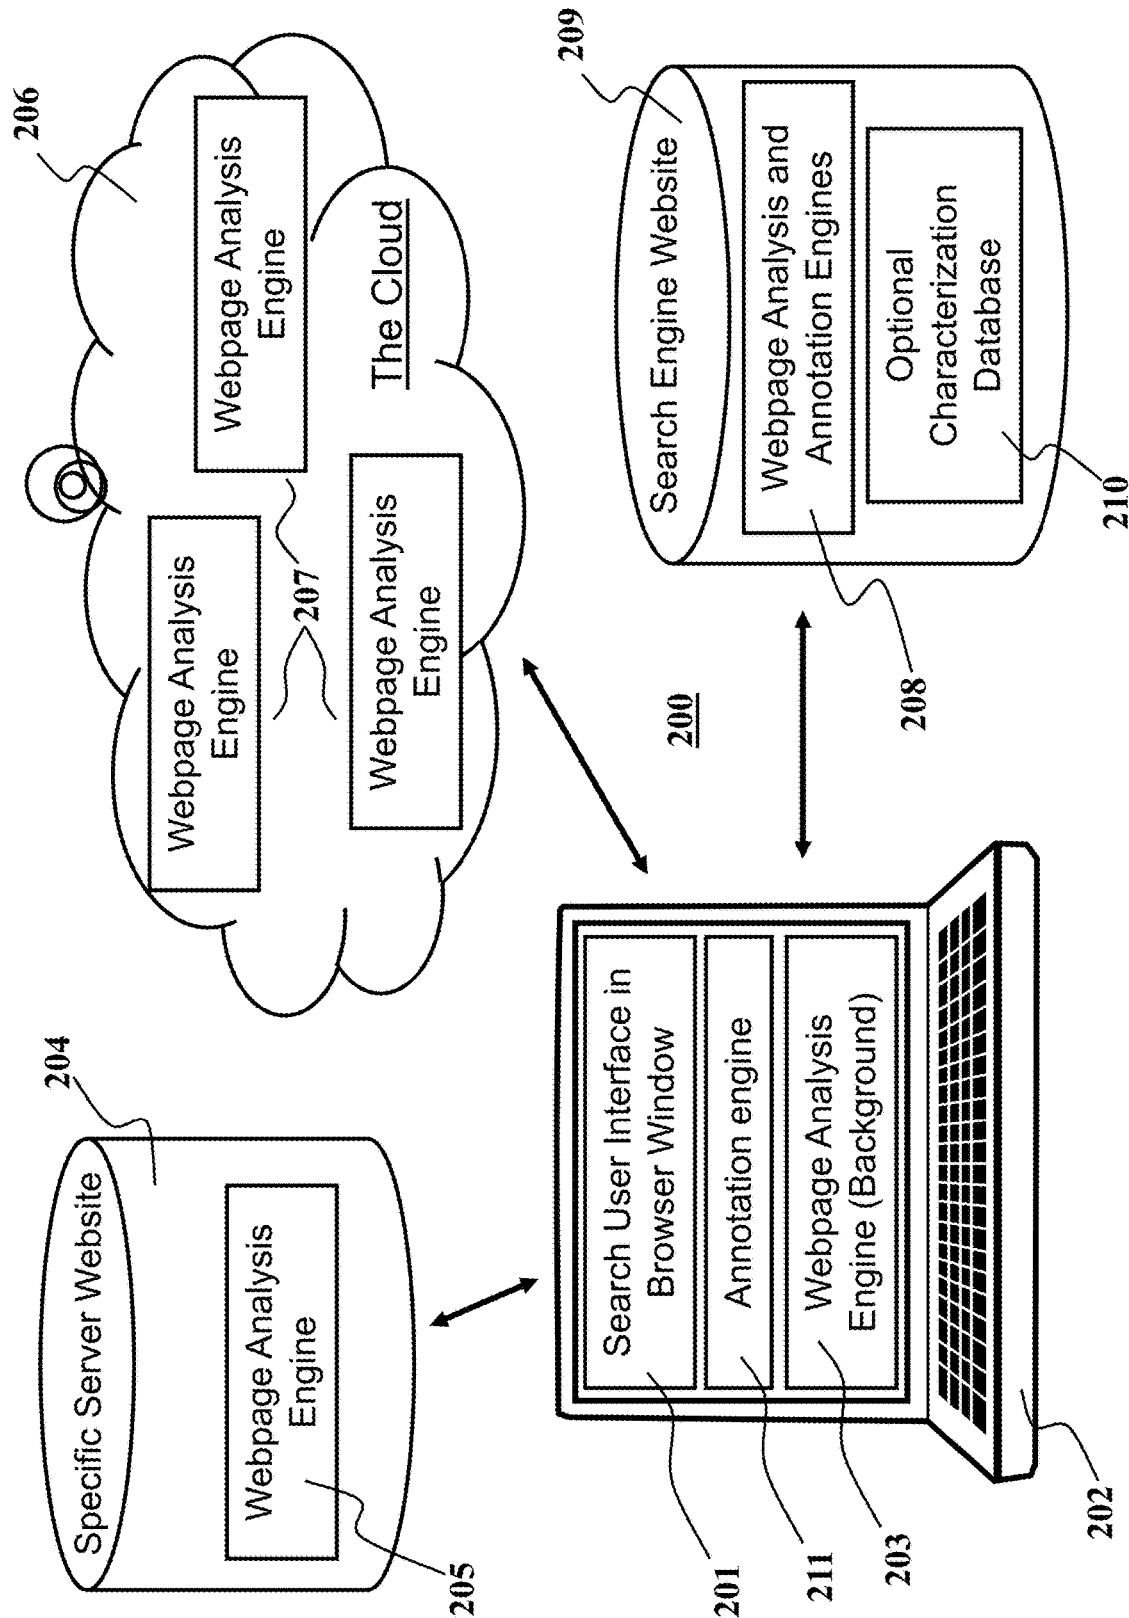 204
Specific Server Website
Webpage Analysis
Engine
205
206
Webpage Analysis
Engine
Webpage Analysis
Engine
207
Webpage Analysis
Engine
The Cloud
200
201
Search User Interface in
Browser Window
211
Annotation engine
203
Webpage Analysis
Engine (Background)
202
209
Search Engine Website
Webpage Analysis and
Annotation Engines
208
Optional
Characterization
Database
210